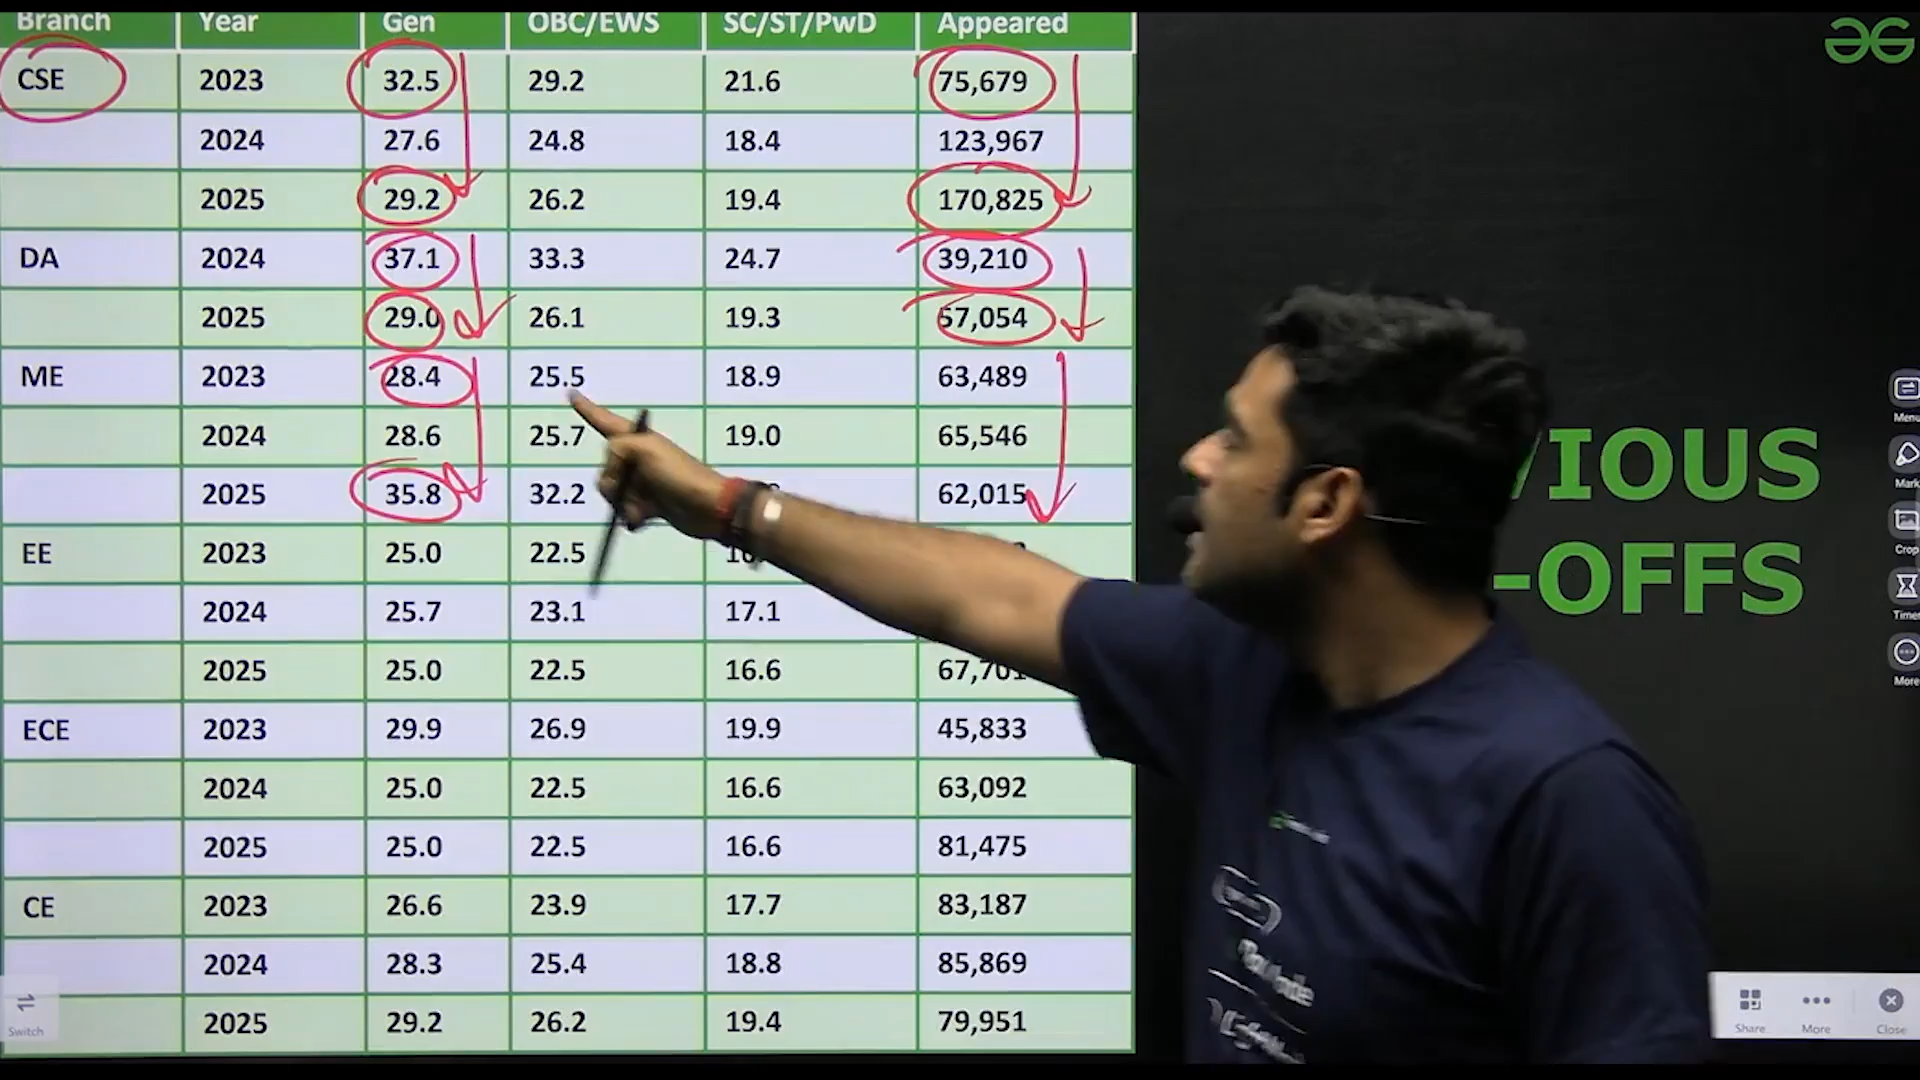 Branch Year Gen OBC/EWS SC/ST/PwD Appeared
CSE 2023 32.5 29.2 21.6 75,679
2024 27.6 24.8 18.4 123,967
2025 29.2 26.2 19.4 170,825
DA 2024 37.1 33.3 24.7 39,210
2025 29.0 26.1 19.3 57,054
ME 2023 28.4 25.5 18.9 63,489
2024 28.6 25.7 19.0 65,546
2025 35.8 32.2 62,015
EE 2023 25.0 22.5
2024 25.7 23.1 17.1
2025 25.0 22.5 16.6
ECE 2023 29.9 26.9 19.9 45,833
2024 25.0 22.5 16.6 63,092
2025 25.0 22.5 16.6 81,475
CE 2023 26.6 23.9 17.7 83,187
2024 28.3 25.4 18.8 85,869
2025 29.2 26.2 19.4 79,951
VIOUS
-OFFS
Menu
Mark
Crop
Timer
More
Switch
Share More Close